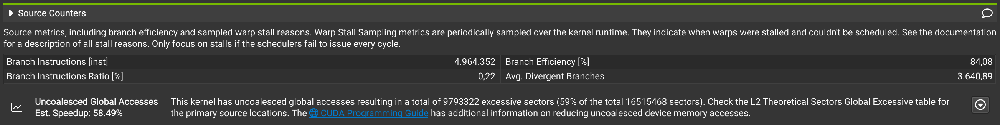 Source Counters
Source metrics, including branch efficiency and sampled warp stall reasons. Warp Stall Sampling metrics are periodically sampled over the kernel runtime. They indicate when warps were stalled and couldn't be scheduled. See the documentation
for a description of all stall reasons. Only focus on stalls if the schedulers fail to issue every cycle.
Branch Instructions [inst] 4.964.352 Branch Efficiency [%] 84,08
Branch Instructions Ratio [%] 0,22 Avg. Divergent Branches 3.640,89
Uncoalesced Global Accesses This kernel has uncoalesced global accesses resulting in a total of 9793322 excessive sectors (59% of the total 16515468 sectors). Check the L2 Theoretical Sectors Global Excessive table for
Est. Speedup: 58.49% the primary source locations. The CUDA Programming Guide has additional information on reducing uncoalesced device memory accesses.